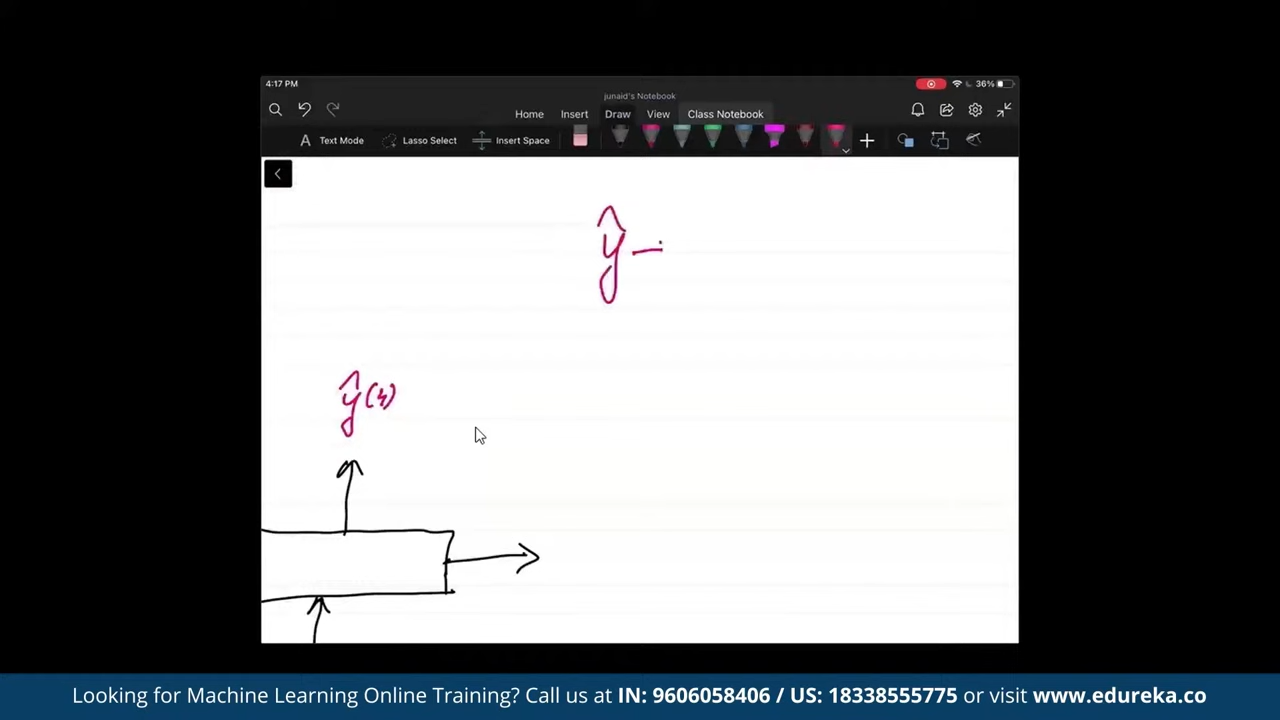 4:17 PM
36%
junaid's Notebook
Home Insert Draw View Class Notebook
A Text Mode Lasso Select Insert Space
ŷ –
ŷ(4)
Looking for Machine Learning Online Training? Call us at IN: 9606058406 / US: 18338555775 or visit www.edureka.co